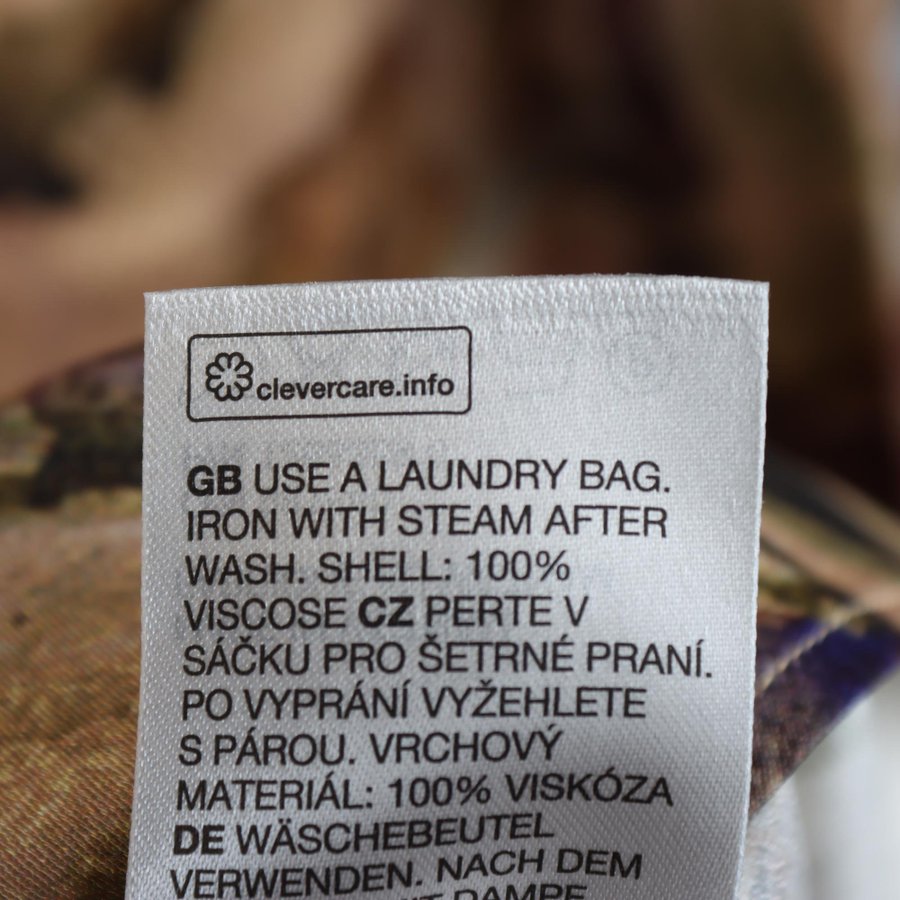 clevercare.info
GB USE A LAUNDRY BAG.
IRON WITH STEAM AFTER
WASH. SHELL: 100%
VISCOSE CZ PERTE V
SÁČKU PRO ŠETRNÉ PRANÍ.
PO VYPRÁNÍ VYŽEHLETE
S PÁROU. VRCHOVÝ
MATERIÁL: 100% VISKÓZA
DE WÄSCHEBEUTEL
VERWENDEN. NACH DEM
DAMPF